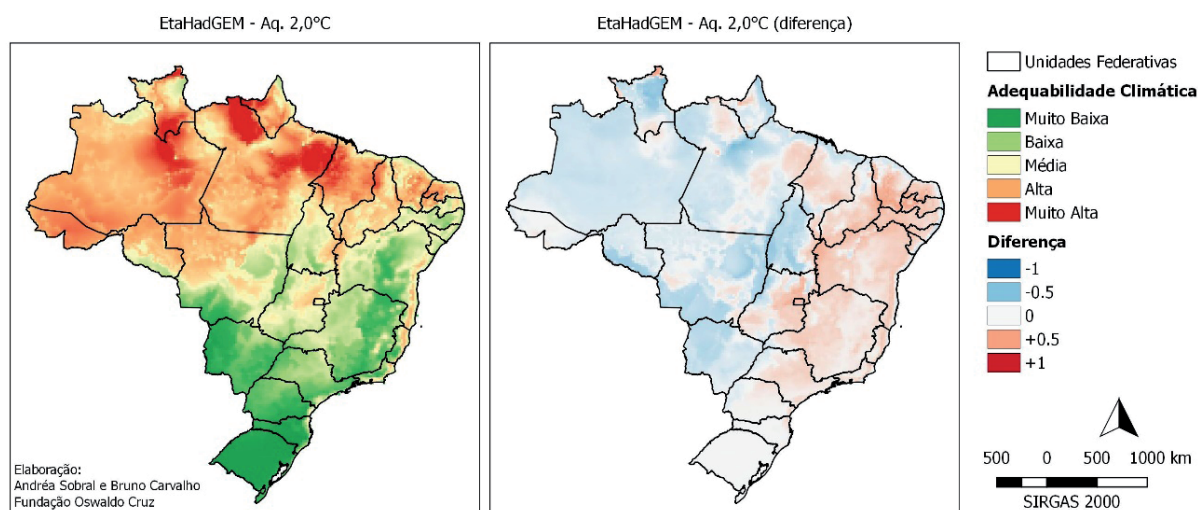 EtaHadGEM - Aq. 2,0°C
EtaHadGEM - Aq. 2,0°C (diferença)
Unidades Federativas
Adequabilidade Climática
Muito Baixa
Baixa
Média
Alta
Muito Alta
Diferença
-1
-0.5
0
+0.5
+1
500 0 500 1000 km
SIRGAS 2000
Elaboração:
Andréa Sobral e Bruno Carvalho
Fundação Oswaldo Cruz